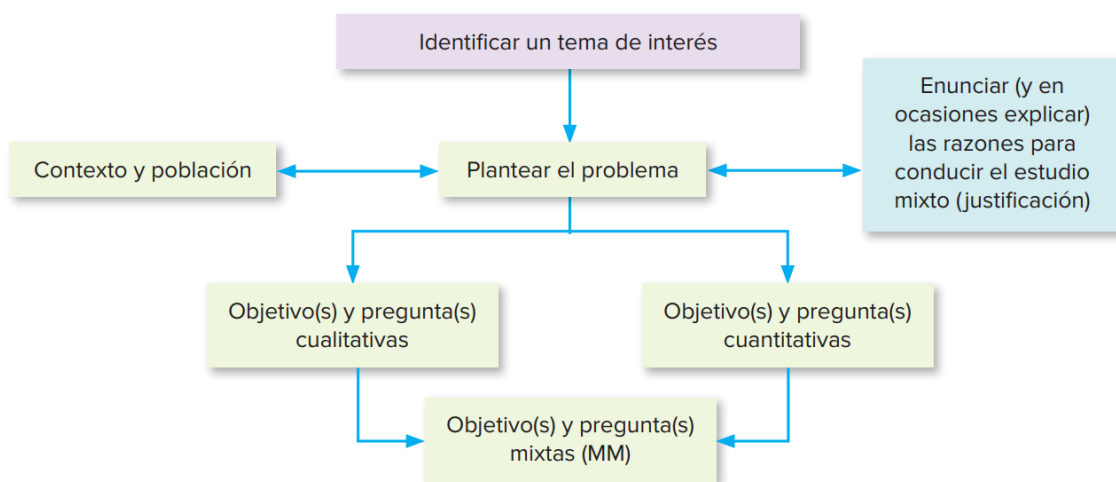 Identificar un tema de interés
Enunciar (y en
ocasiones explicar)
las razones para
conducir el estudio
mixto (justificación)
Contexto y población
Plantear el problema
Objetivo(s) y pregunta(s)
cualitativas
Objetivo(s) y pregunta(s)
cuantitativas
Objetivo(s) y pregunta(s)
mixtas (MM)